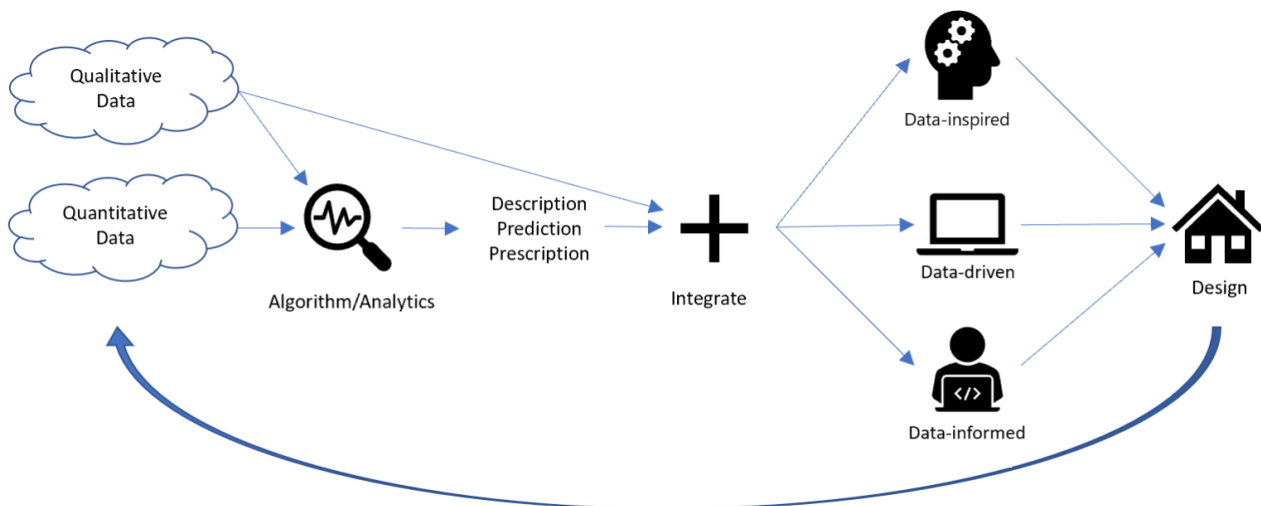 Qualitative
Data
Quantitative
Data
Algorithm/Analytics
Description
Prediction
Prescription
Integrate
Data-inspired
Data-driven
</>
Data-informed
Design